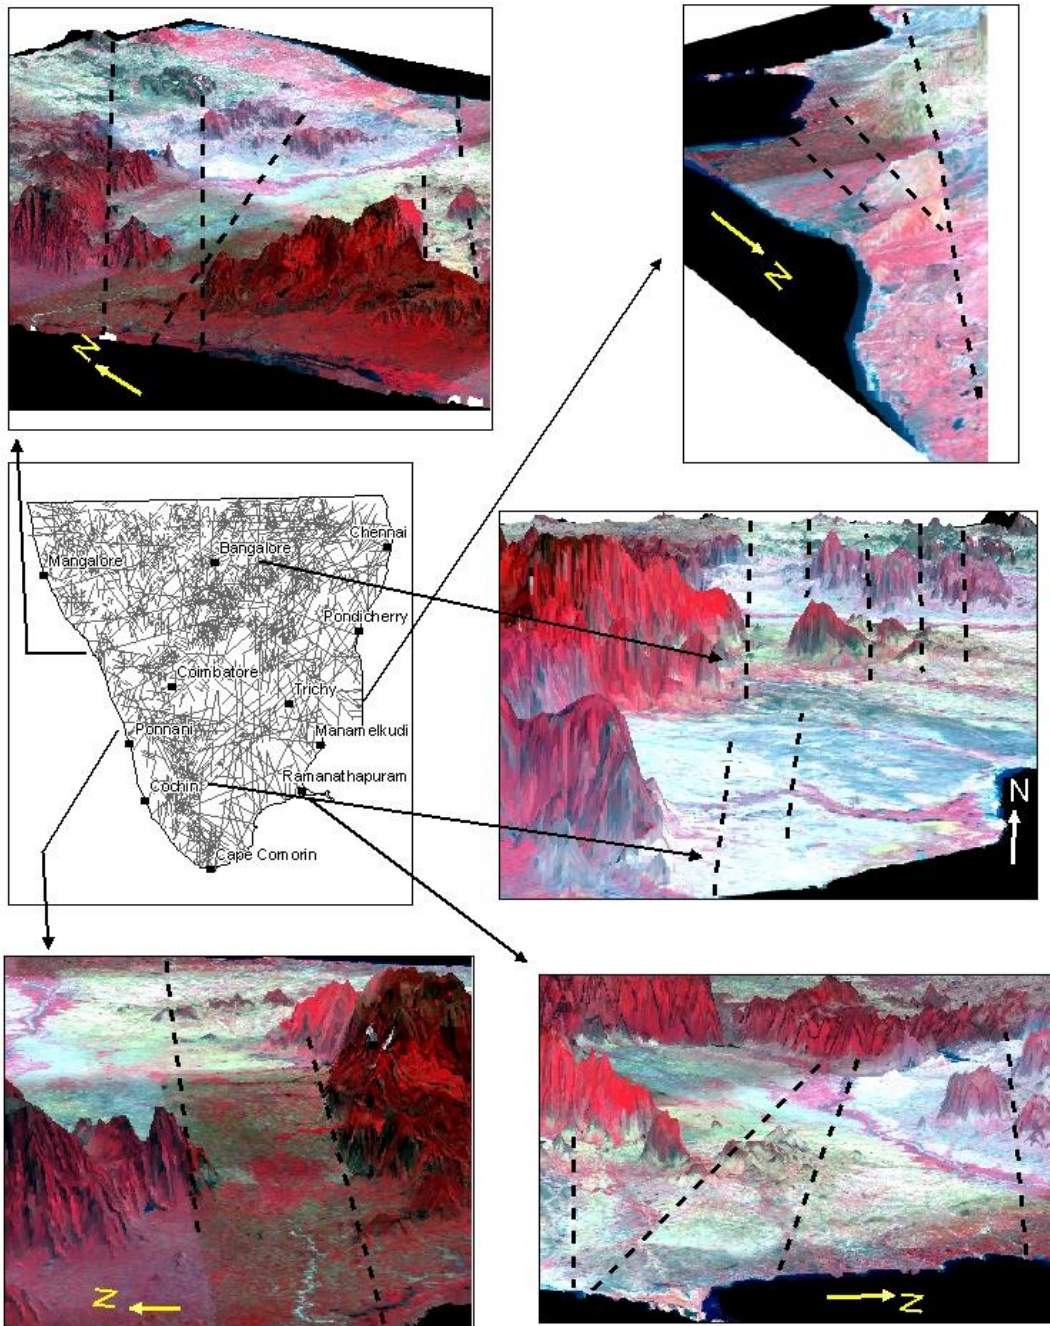 N
N
Chennai
Bangalore
Mangalore
Pondicherry
Coimbatore
Trichy
Ponnani
Manamelkudi
Ramanathapuram
Cochin
Cape Comorin
N
N
N